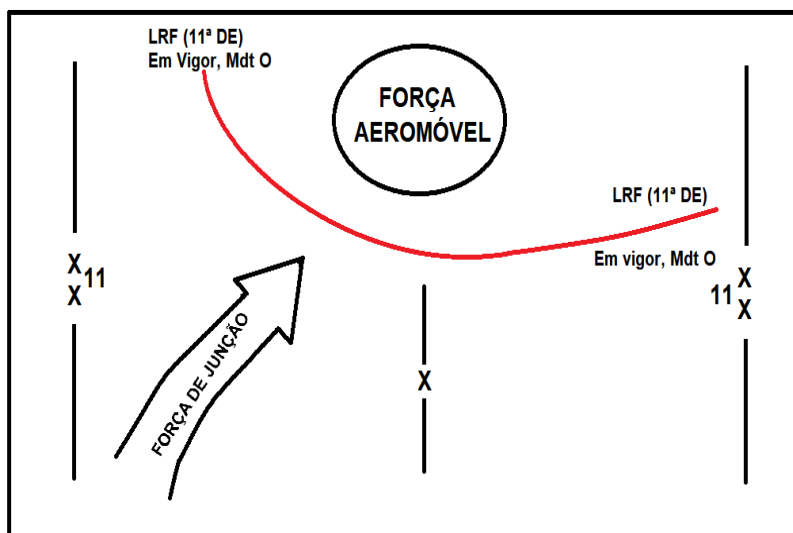 LRF (11ª DE)
Em Vigor, Mdt O
FORÇA
AEROMÓVEL
LRF (11ª DE)
Em vigor, Mdt O
X
X 11
11 X
X
X
FORÇA DE JUNÇÃO